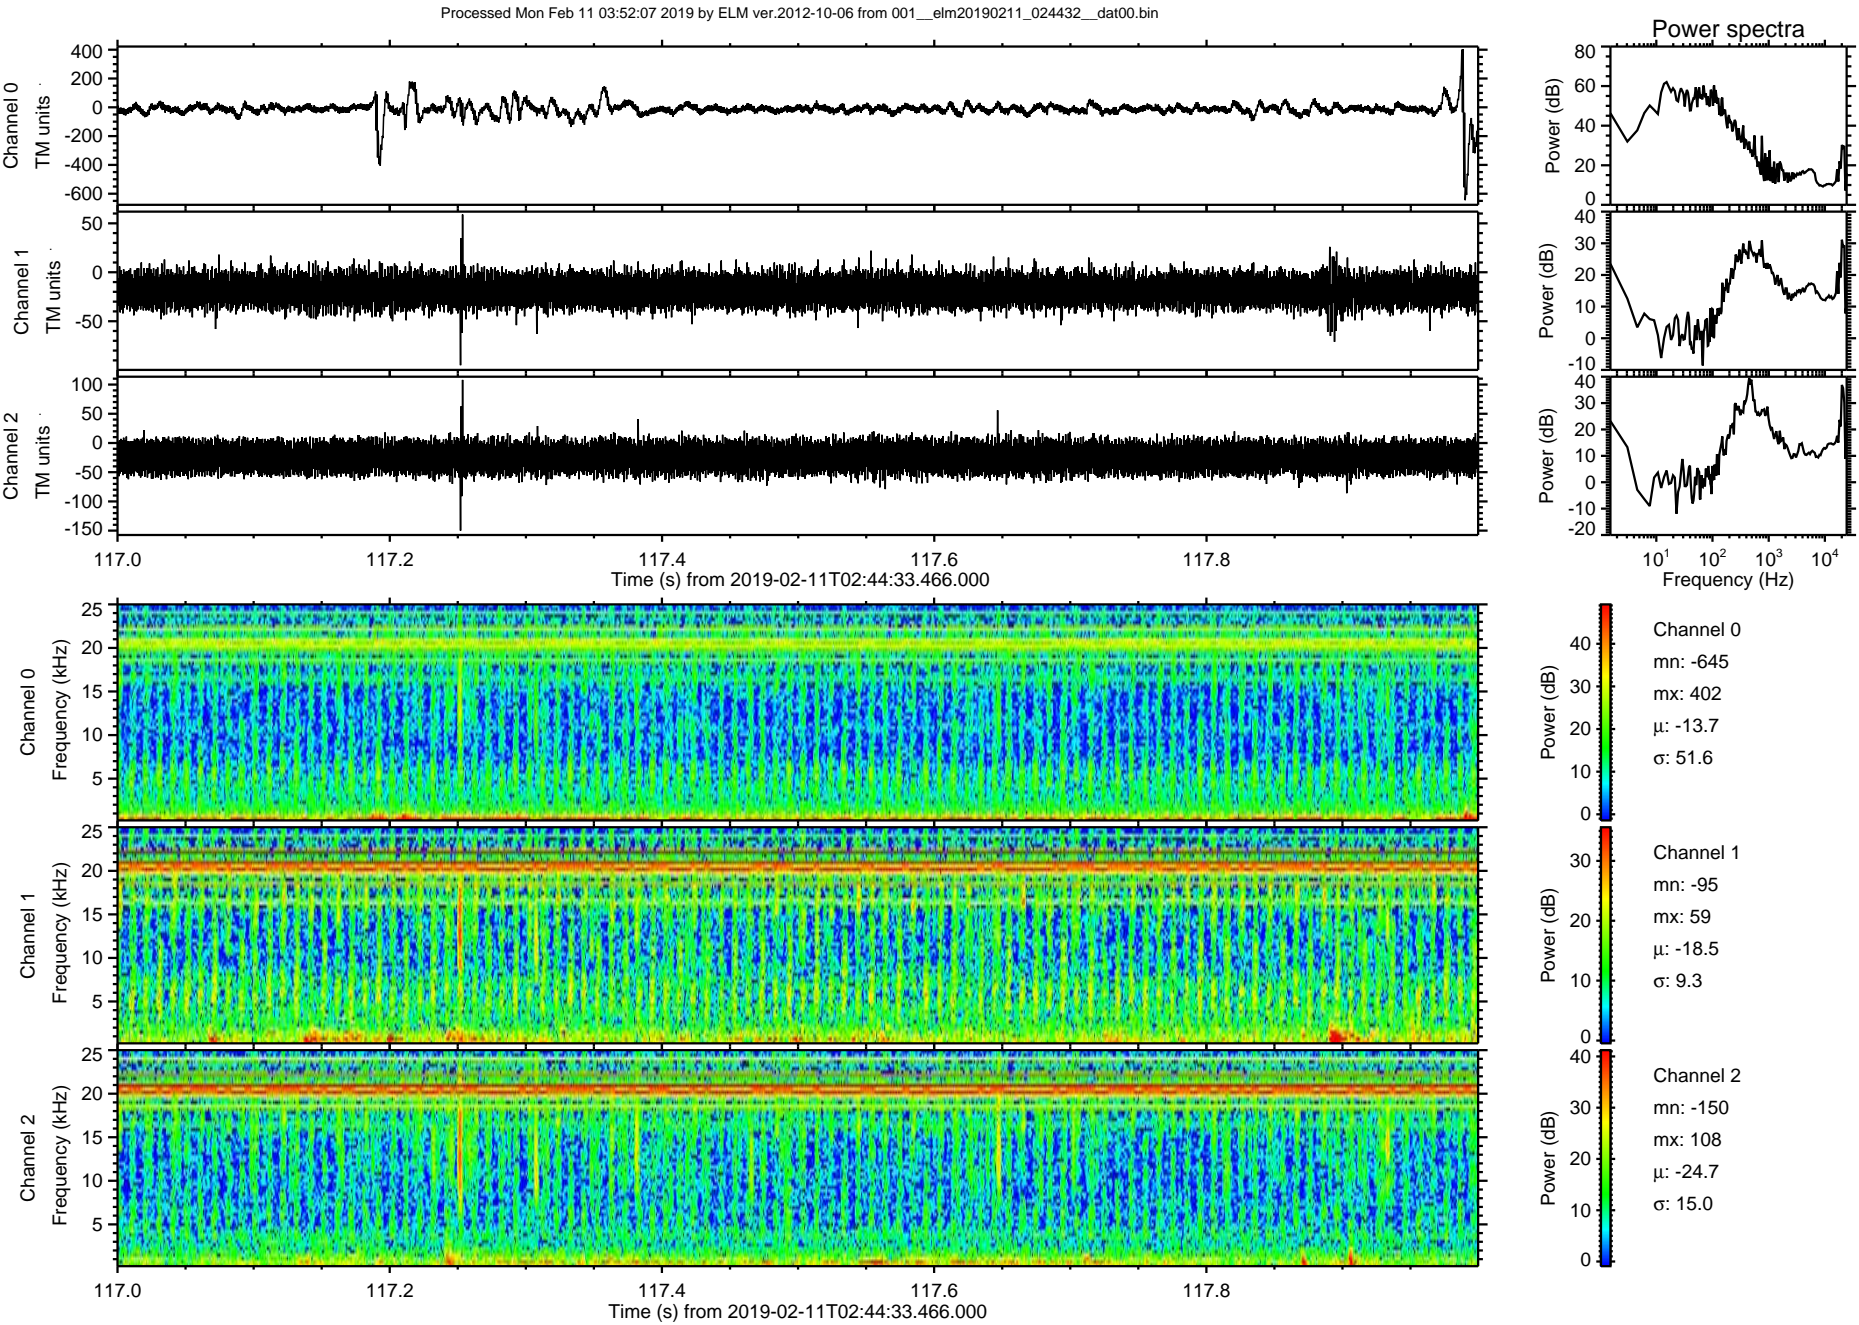 Processed Mon Feb 11 03:52:07 2019 by ELM ver.2012-10-06 from 001__elm20190211_024432__dat00.bin
Power spectra
Channel 0
TM units
400
200
0
-200
-400
-600
Power (dB)
80
60
40
20
0
Channel 1
TM units
50
0
-50
Power (dB)
40
30
20
10
0
-10
Channel 2
TM units
100
50
0
-50
-100
-150
Power (dB)
40
30
20
10
0
-10
-20
117.0 117.2 117.4 117.6 117.8
Time (s) from 2019-02-11T02:44:33.466.000
10^1 10^2 10^3 10^4
Frequency (Hz)
Channel 0
Frequency (kHz)
25
20
15
10
5
Power (dB)
40
30
20
10
0
Channel 0
mn: -645
mx: 402
μ: -13.7
σ: 51.6
Channel 1
Frequency (kHz)
25
20
15
10
5
Power (dB)
30
20
10
0
Channel 1
mn: -95
mx: 59
μ: -18.5
σ: 9.3
Channel 2
Frequency (kHz)
25
20
15
10
5
Power (dB)
40
30
20
10
0
Channel 2
mn: -150
mx: 108
μ: -24.7
σ: 15.0
117.0 117.2 117.4 117.6 117.8
Time (s) from 2019-02-11T02:44:33.466.000